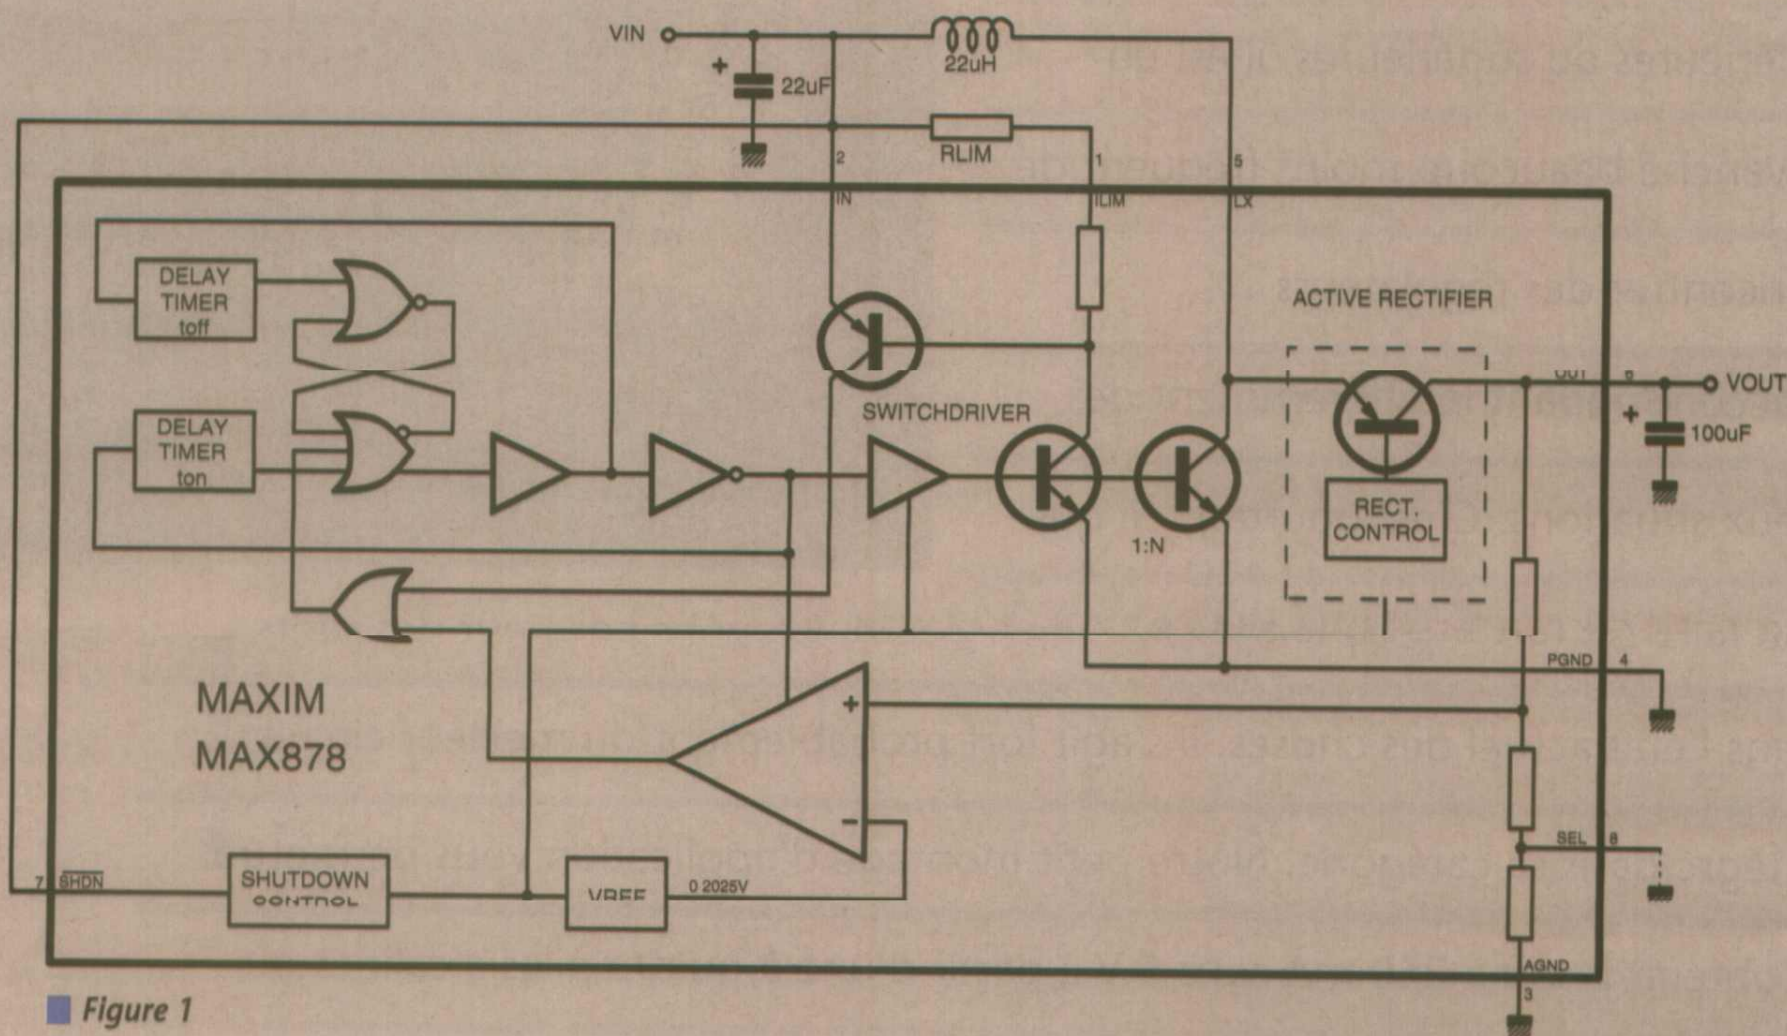 VIN
+
22uF
22uH
RLIM
2
1
5
IN
ILIM
LX
DELAY
TIMER
toff
ACTIVE RECTIFIER
OUT
6
VOUT
+
100uF
SWITCHDRIVER
DELAY
TIMER
ton
RECT.
CONTROL
1:N
PGND
4
MAXIM
MAX878
+
−
SEL
8
7
SHDN
SHUTDOWN
CONTROL
VREF
0 2025V
AGND
3
Figure 1